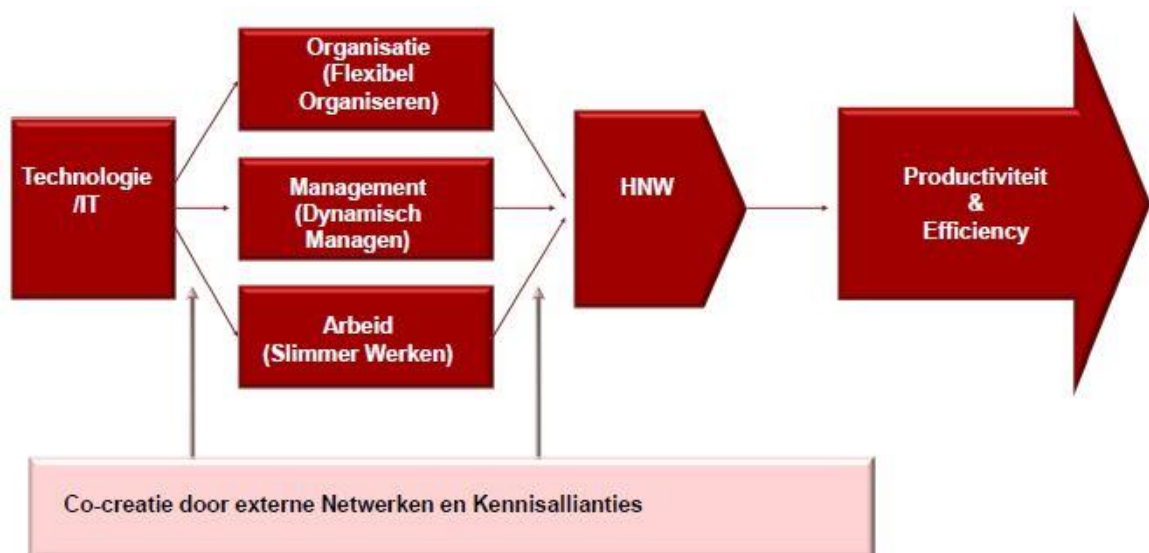 Technologie
/IT
Organisatie
(Flexibel
Organiseren)
Management
(Dynamisch
Managen)
Arbeid
(Slimmer Werken)
HNW
Productiviteit
&
Efficiency
Co-creatie door externe Netwerken en Kennisallianties